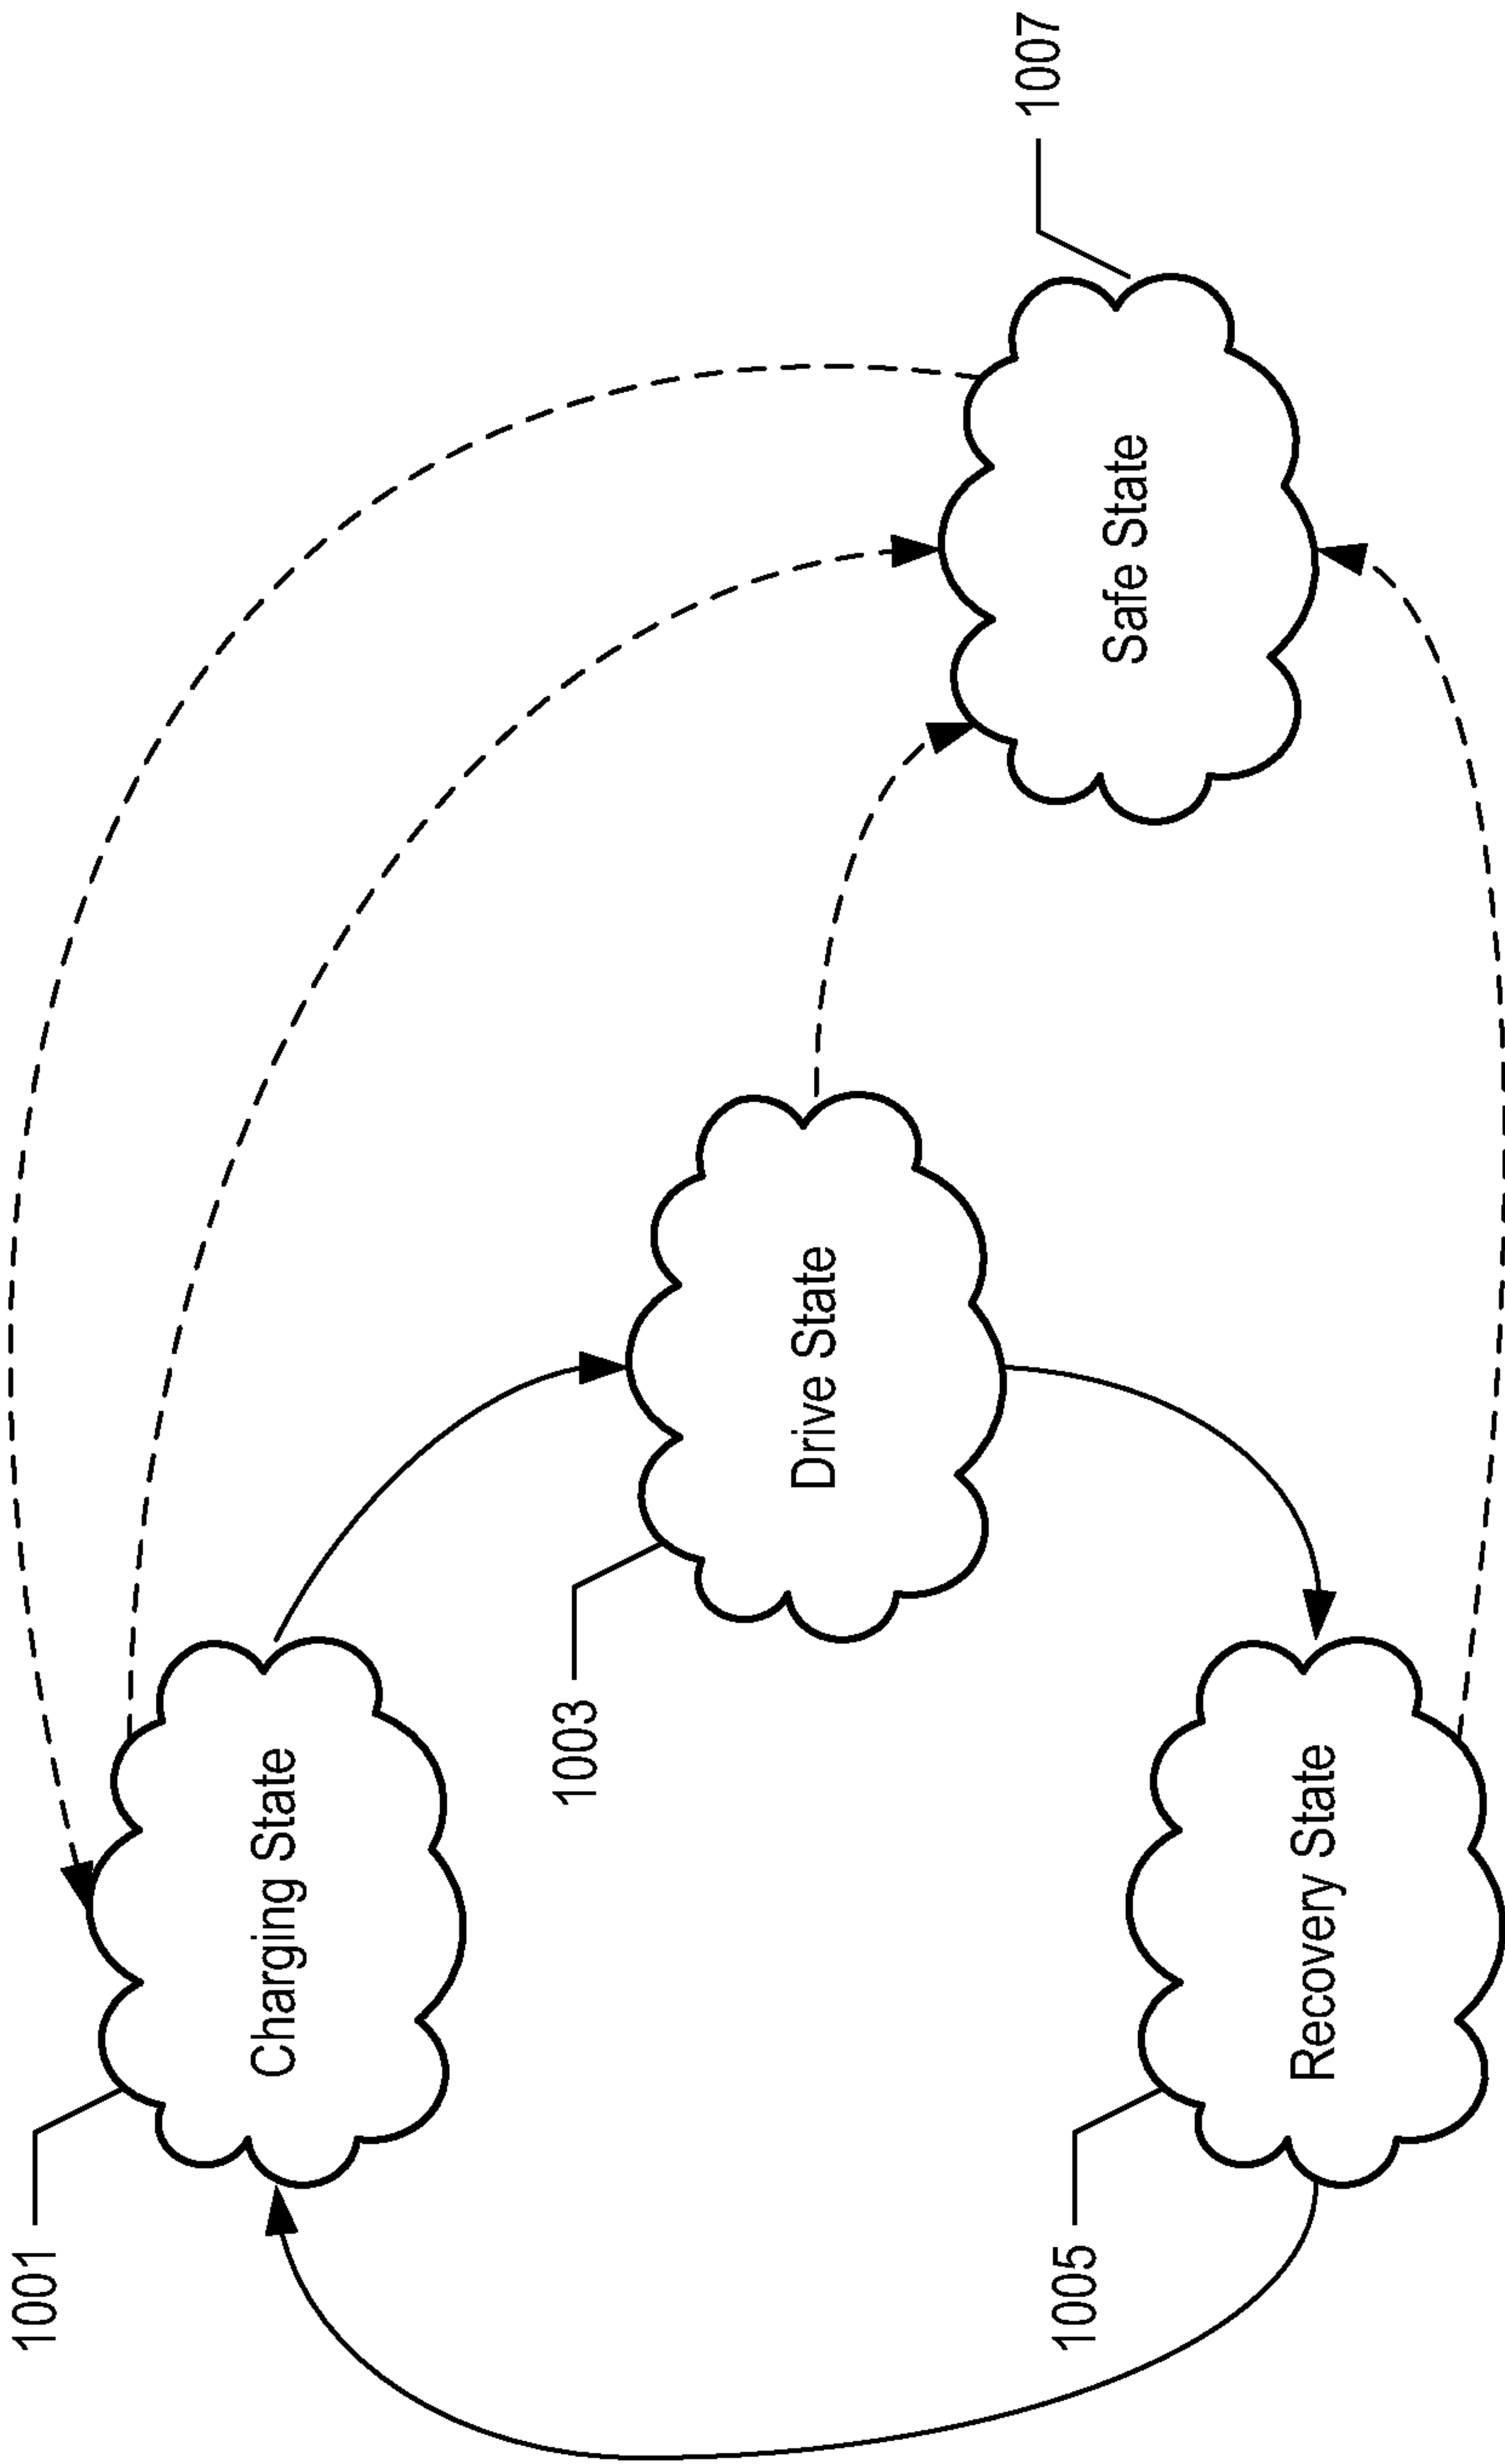 1001
Charging State
1003
Drive State
1005
Recovery State
Safe State
1007